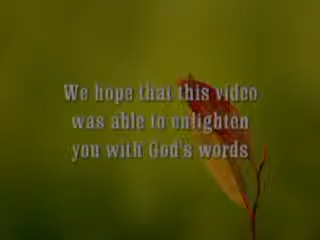 We hope that this video
was able to enlighten
you with God's words